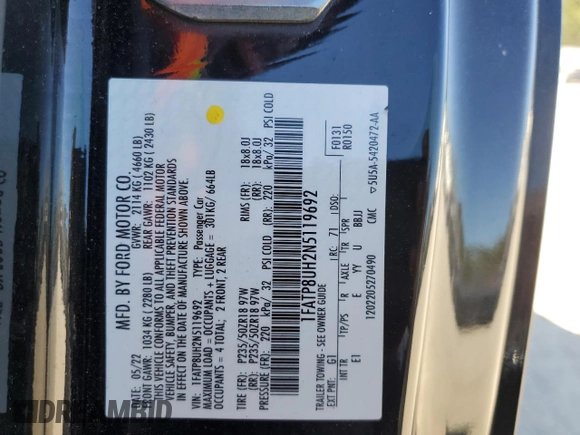 MFD. BY FORD MOTOR CO.
DATE: 05/22 GVWR: 2114 KG (4660 LB)
FRONT GAWR: 1034 KG (2280 LB) REAR GAWR: 1102 KG (2430 LB)
THIS VEHICLE CONFORMS TO ALL APPLICABLE FEDERAL MOTOR
VEHICLE SAFETY, BUMPER, AND THEFT PREVENTION STANDARDS
IN EFFECT ON THE DATE OF MANUFACTURE SHOWN ABOVE.
VIN: 1FATP8UH2N5119692 TYPE: Passenger Car
MAXIMUM LOAD = OCCUPANTS + LUGGAGE = 301KG/ 664LB
OCCUPANTS = 4 TOTAL; 2 FRONT, 2 REAR
TIRE (FR): P235/50ZR18 97W RIMS (FR): 18x8.0J
TIRE (RR): P235/50ZR18 97W (RR): 18x8.0J
PRESSURE (FR): 220 kPa/ 32 PSI COLD (RR): 220 kPa/ 32 PSI COLD
1FATP8UH2N5119692
TRAILER TOWING - SEE OWNER GUIDE
F0131
R0150
EXT PNT: G1 RC: 71 DSO:
INT TR TP/PS R AXLE TR SPR
E1 E YY U BBJJ
1202205270490 CMC 5U5A-5420472-AA
IDREAMBID